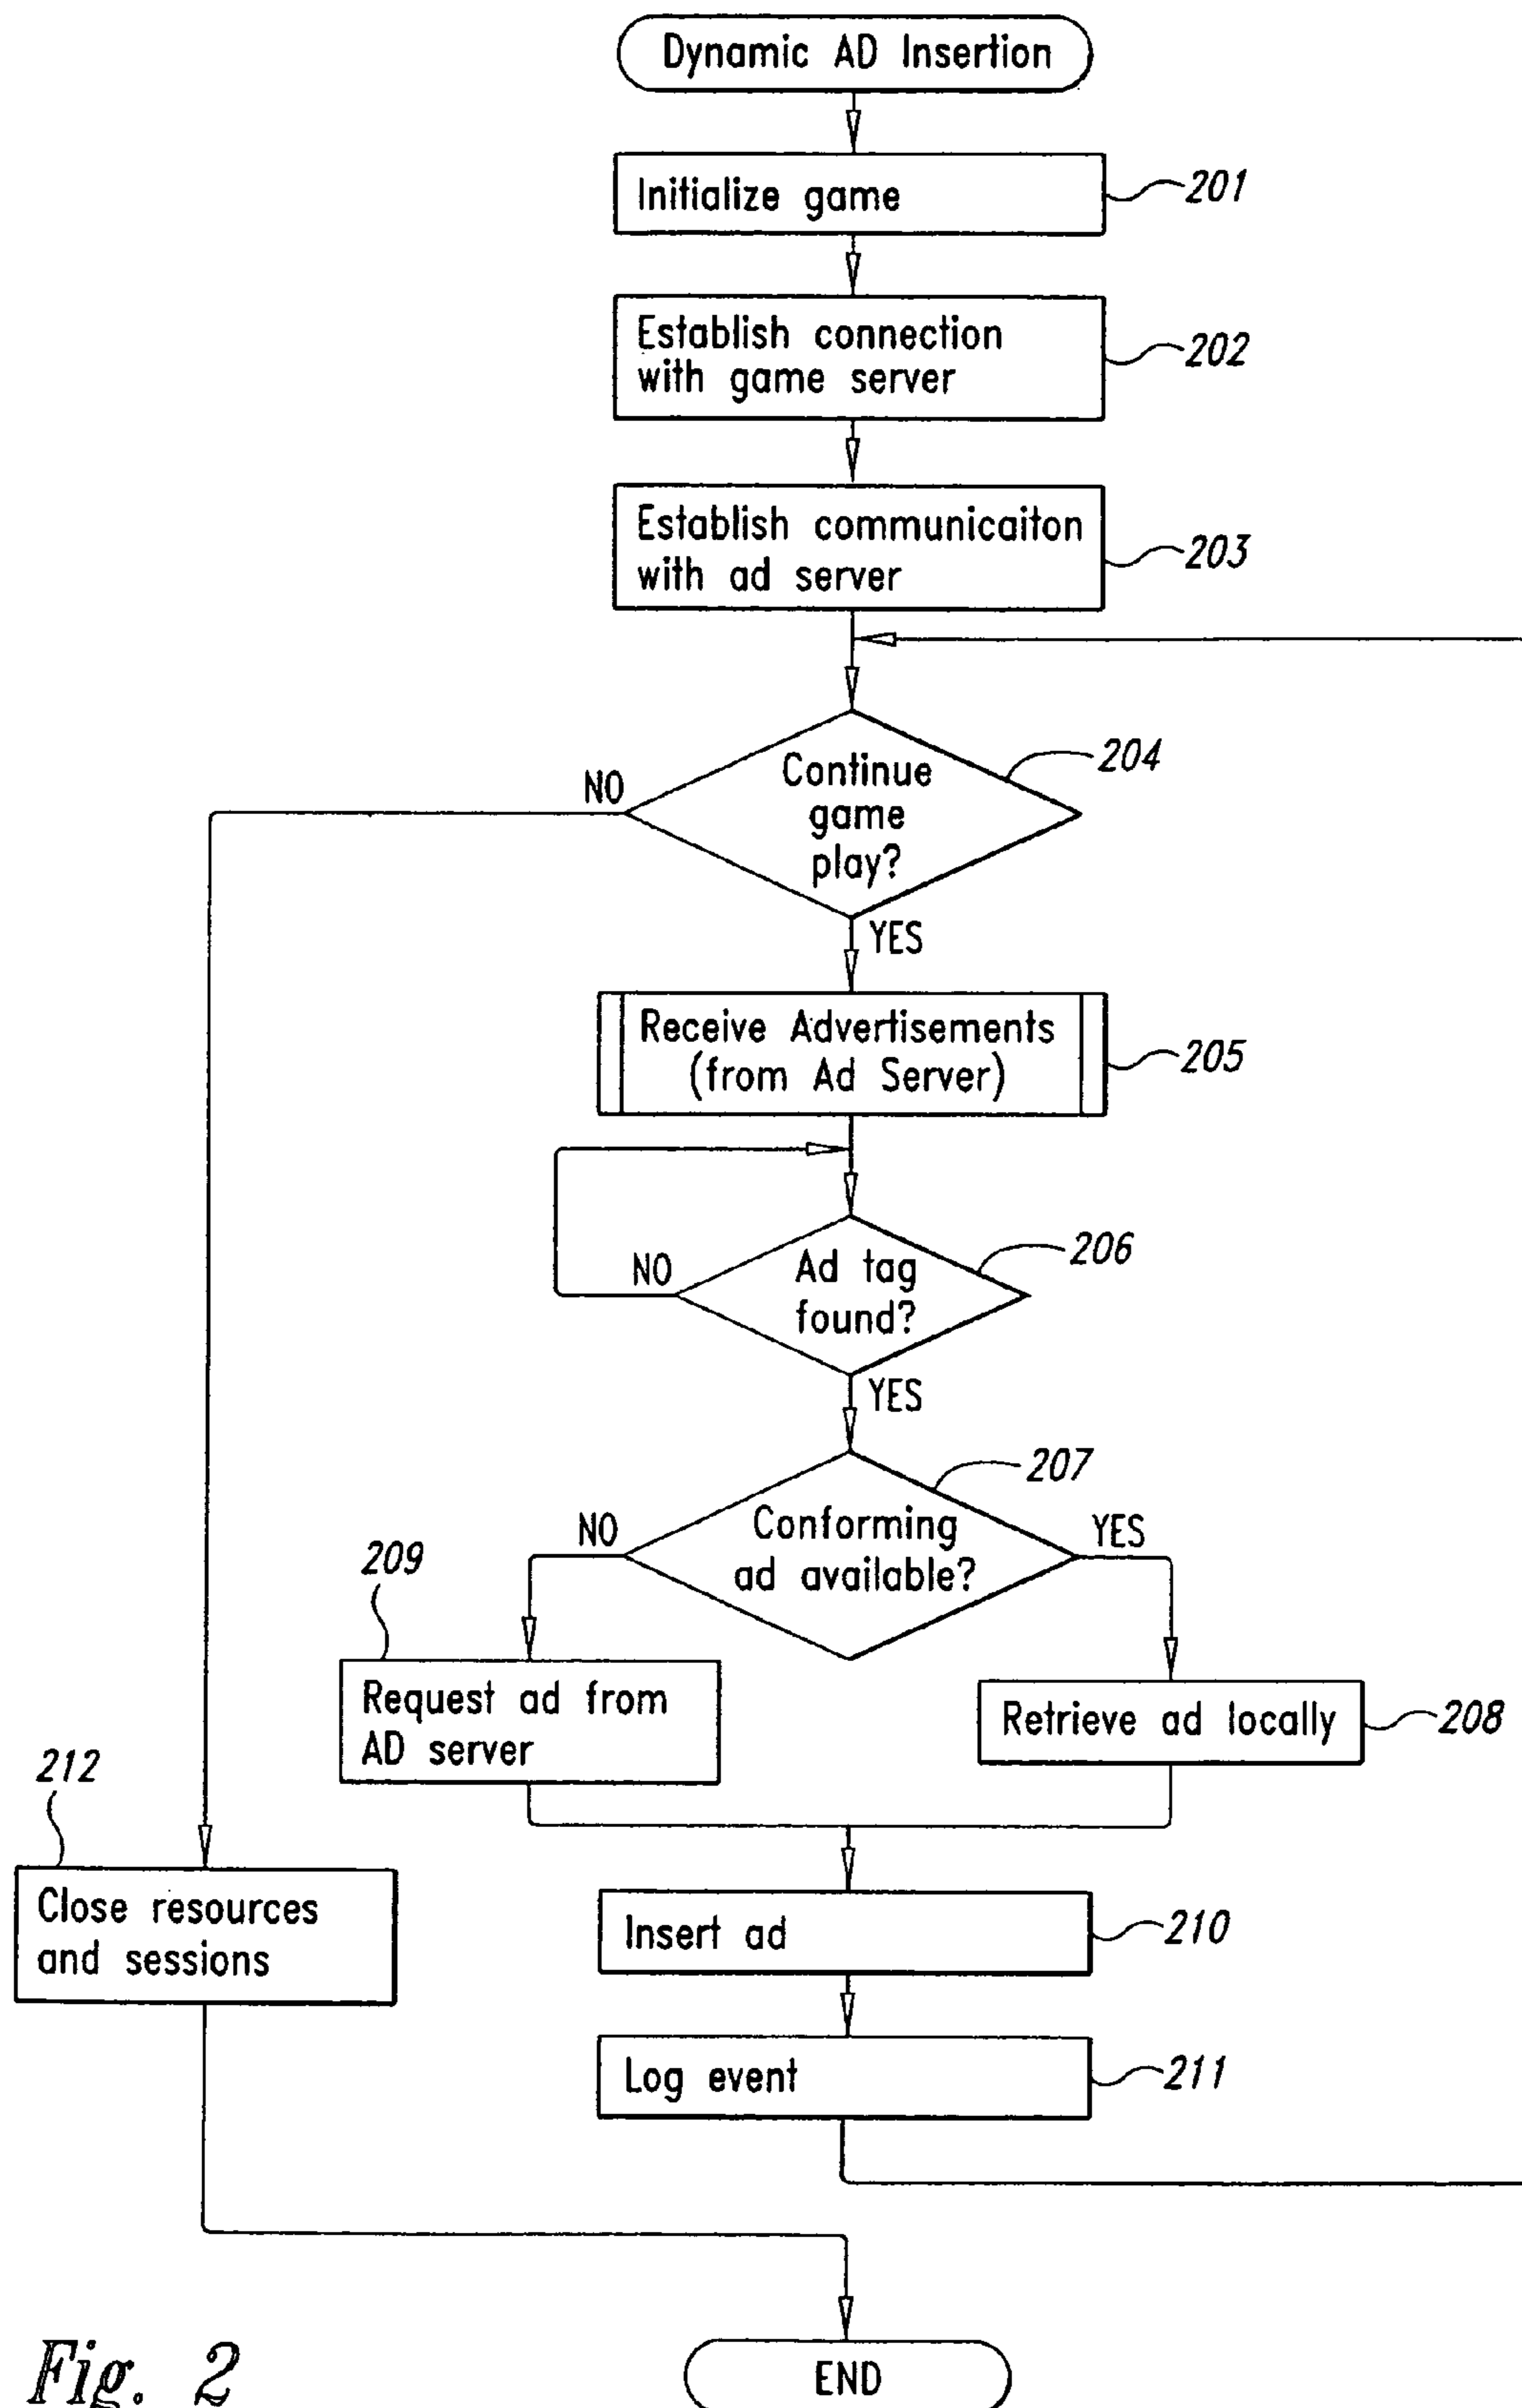 Dynamic AD Insertion
Initialize game
201
Establish connection
with game server
202
Establish communicaiton
with ad server
203
Continue
game
play?
204
NO
YES
Receive Advertisements
(from Ad Server)
205
Ad tag
found?
206
NO
YES
Conforming
ad available?
207
NO
YES
209
Request ad from
AD server
Retrieve ad locally
208
212
Close resources
and sessions
Insert ad
210
Log event
211
END
Fig. 2